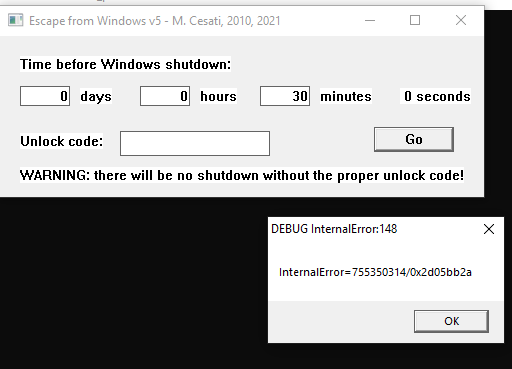 Escape from Windows v5 - M. Cesati, 2010, 2021
Time before Windows shutdown:
0 days 0 hours 30 minutes 0 seconds
Unlock code: Go
WARNING: there will be no shutdown without the proper unlock code!
DEBUG InternalError:148
InternalError=755350314/0x2d05bb2a
OK